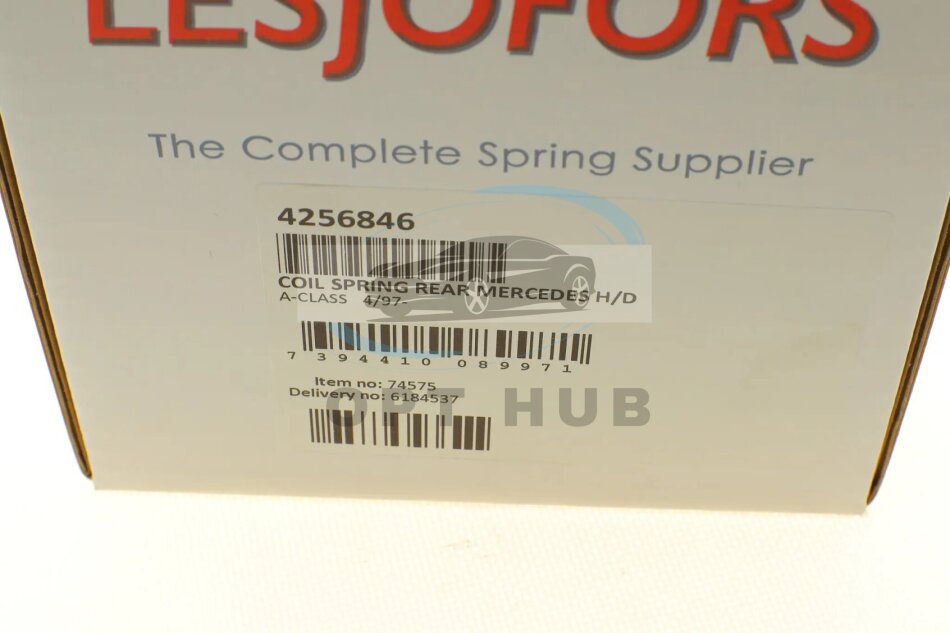 LESJÖFORS
The Complete Spring Supplier
4256846
COIL SPRING REAR MERCEDES H/D
A-CLASS 4/97-
7 394410 089971
Item no: 74575
Delivery no: 6184537
OPT HUB